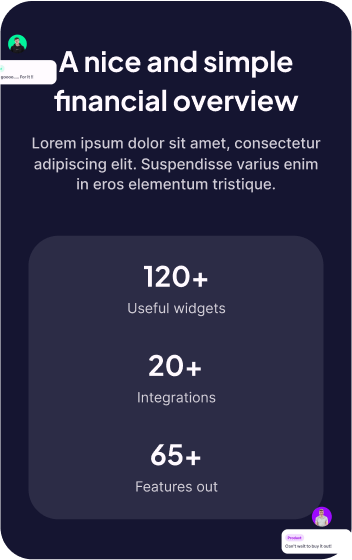 A nice and simple
goooo..... For it !!
financial overview
Lorem ipsum dolor sit amet, consectetur
adipiscing elit. Suspendisse varius enim
in eros elementum tristique.
120+
Useful widgets
20+
Integrations
65+
Features out
Product
Can't wait to buy it out!